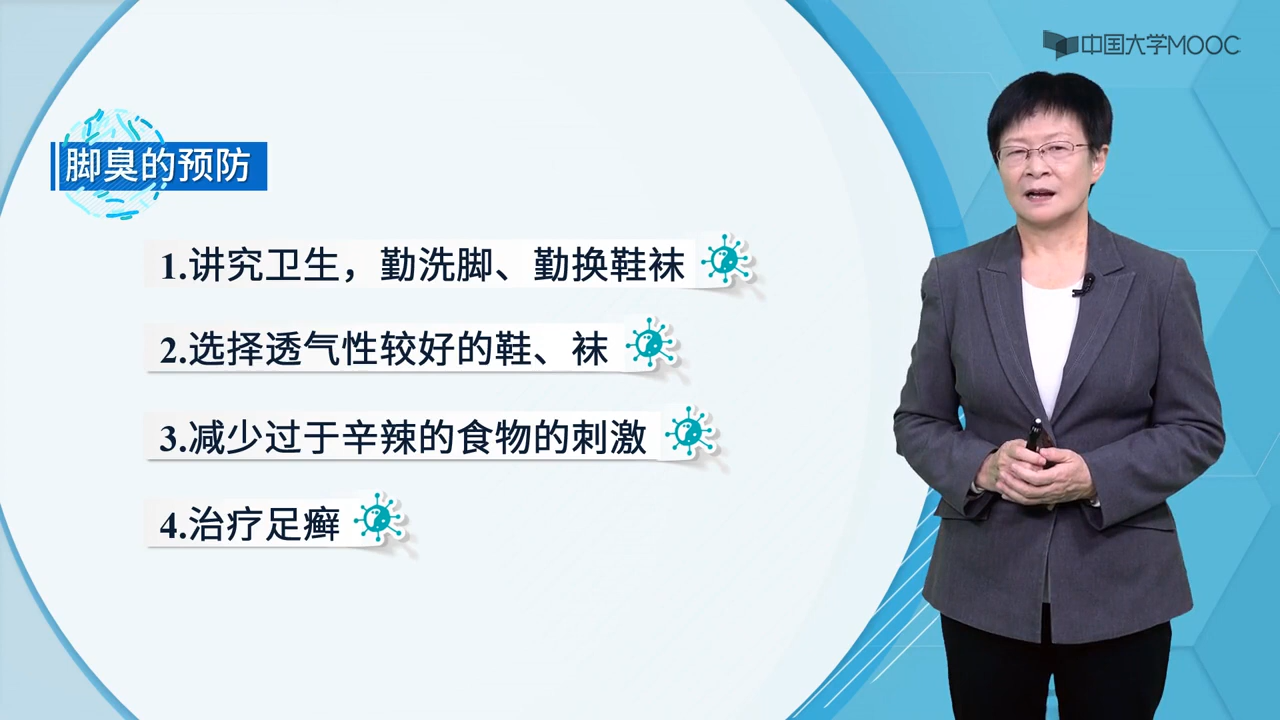 中国大学MOOC
脚臭的预防
1.讲究卫生，勤洗脚、勤换鞋袜
2.选择透气性较好的鞋、袜
3.减少过于辛辣的食物的刺激
4.治疗足癣